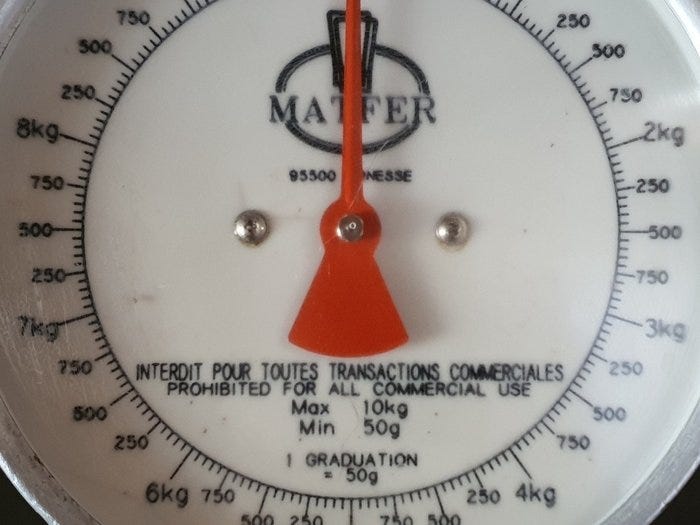 750
250
500
500
250
750
MATFER
8kg
2kg
95500 NESSE
750
250
500
500
250
750
7kg
3kg
750
250
INTERDIT POUR TOUTES TRANSACTIONS COMMERCIALES
PROHIBITED FOR ALL COMMERCIAL USE
500
Max 10kg
500
Min 50g
250
750
1 GRADUATION
= 50g
6kg
750
250
4kg
500
250
750
500